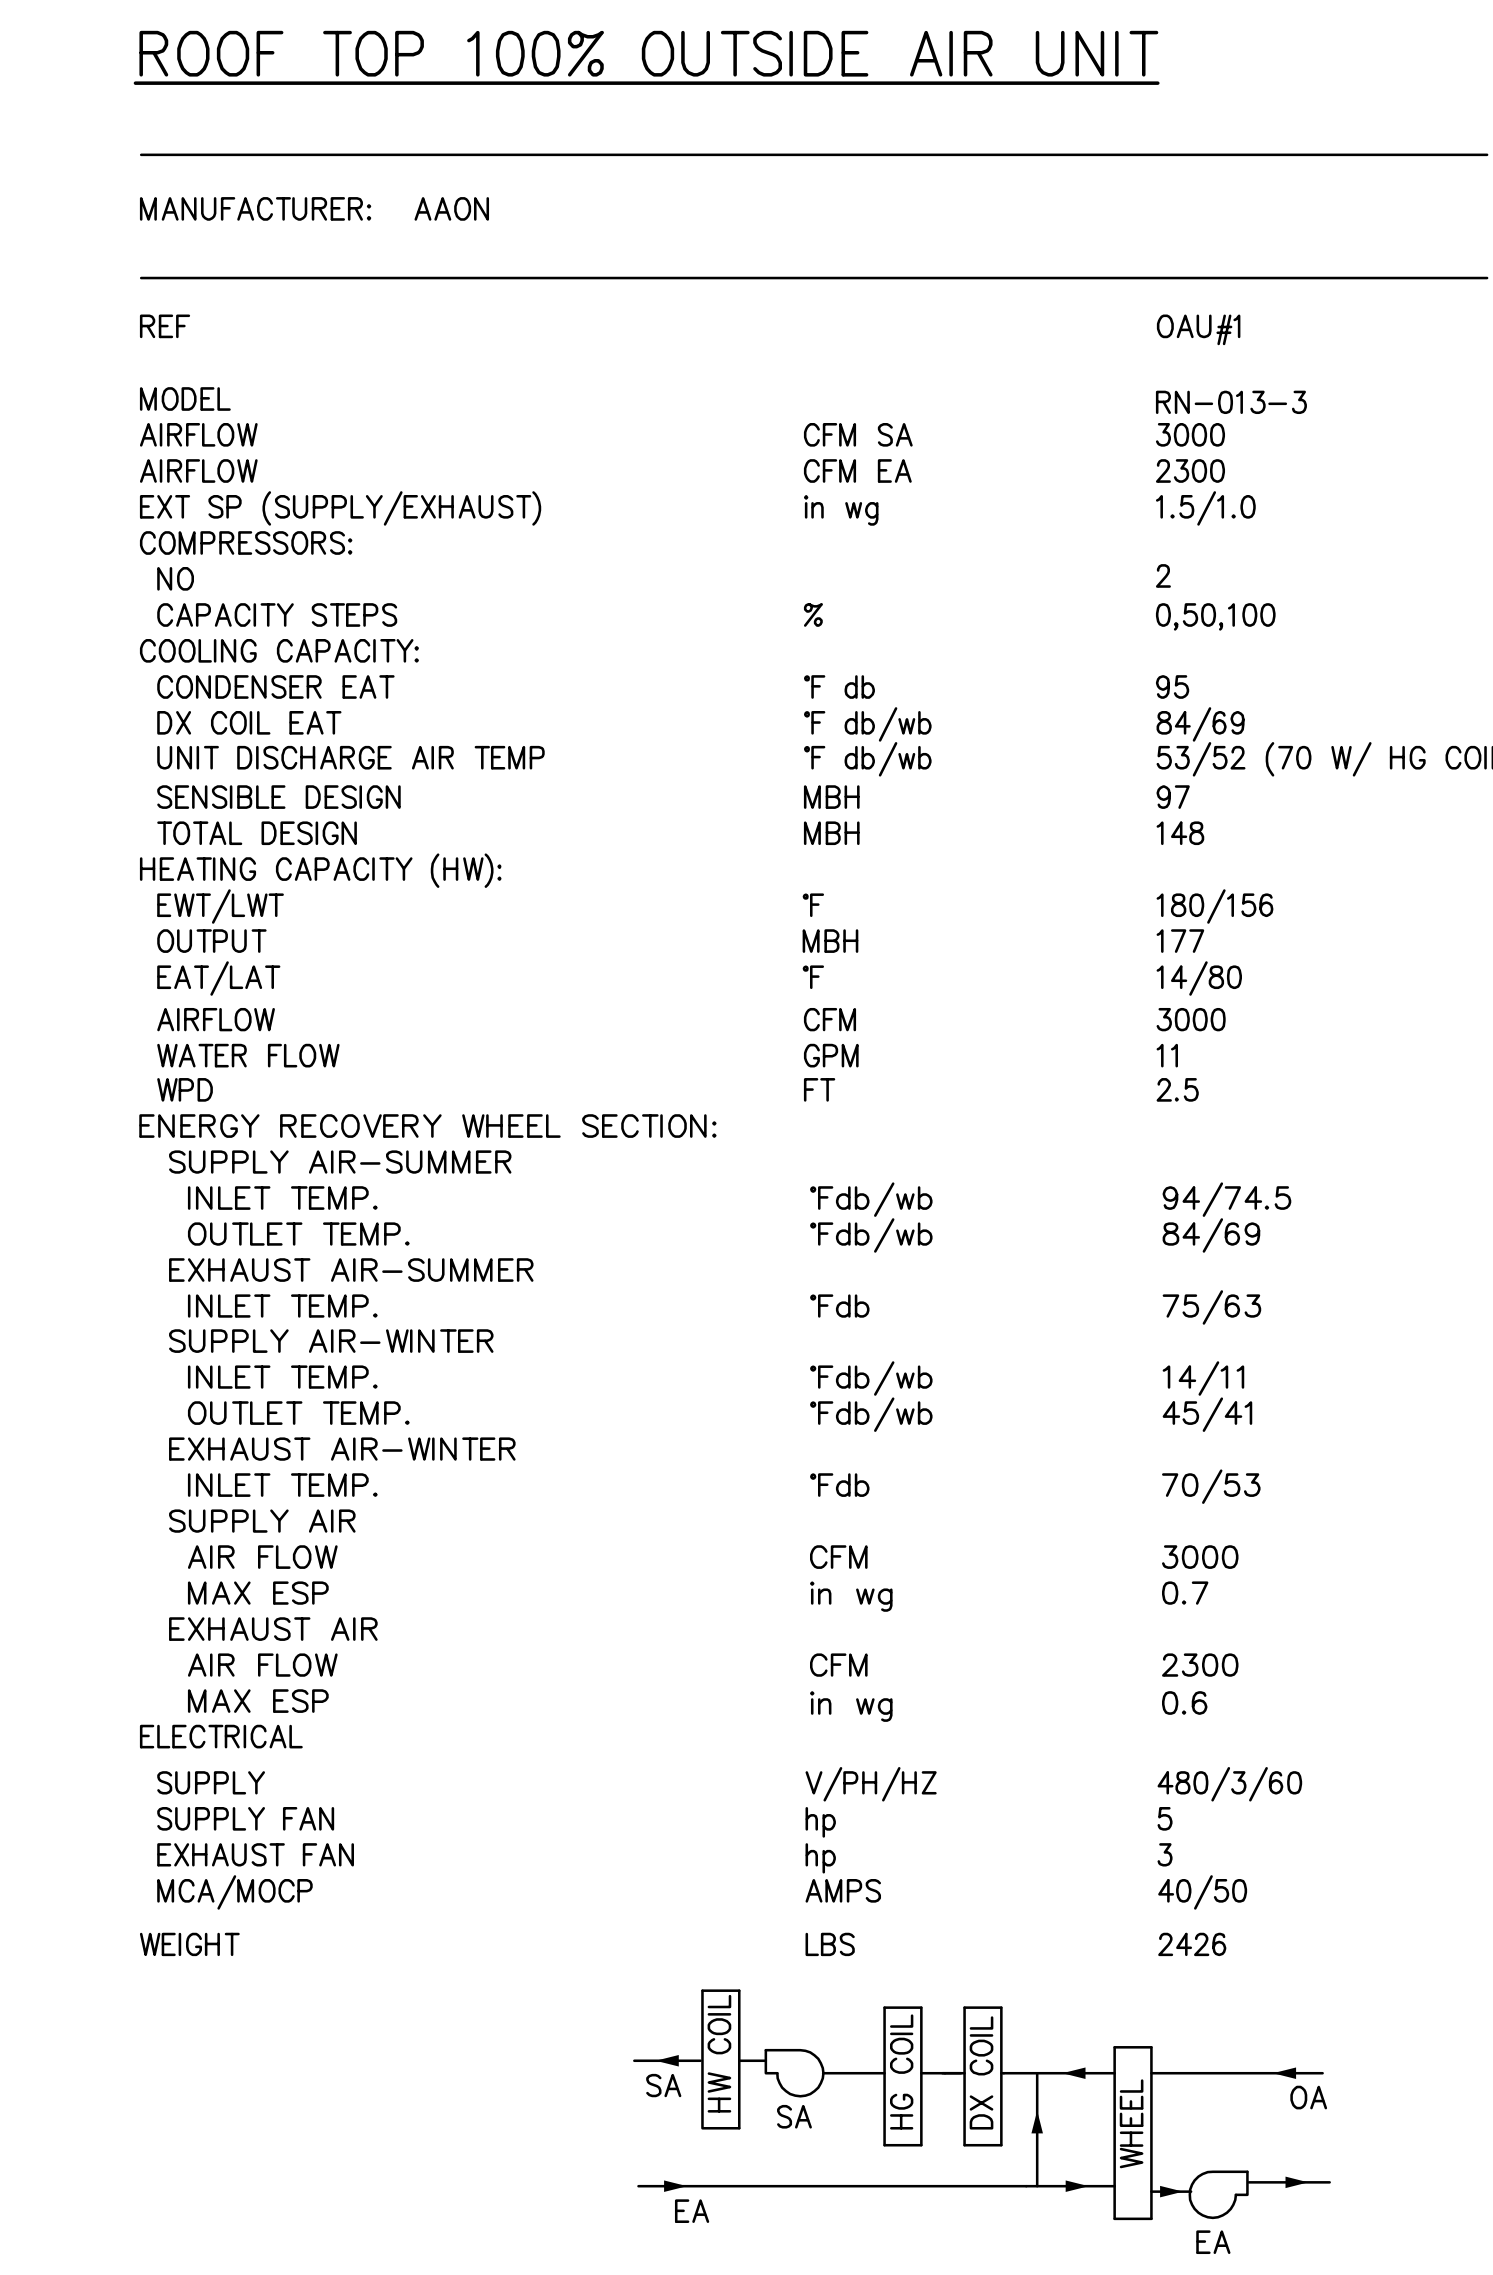 ROOF TOP 100% OUTSIDE AIR UNIT
MANUFACTURER: AAON
REF OAU#1
MODEL RN-013-3
AIRFLOW CFM SA 3000
AIRFLOW CFM EA 2300
EXT SP (SUPPLY/EXHAUST) in wg 1.5/1.0
COMPRESSORS:
NO 2
CAPACITY STEPS % 0,50,100
COOLING CAPACITY:
CONDENSER EAT °F db 95
DX COIL EAT °F db/wb 84/69
UNIT DISCHARGE AIR TEMP °F db/wb 53/52 (70 W/ HG
SENSIBLE DESIGN MBH 97
TOTAL DESIGN MBH 148
HEATING CAPACITY (HW):
EWT/LWT °F 180/156
OUTPUT MBH 177
EAT/LAT °F 14/80
AIRFLOW CFM 3000
WATER FLOW GPM 11
WPD FT 2.5
ENERGY RECOVERY WHEEL SECTION:
SUPPLY AIR-SUMMER
INLET TEMP. °Fdb/wb 94/74.5
OUTLET TEMP. °Fdb/wb 84/69
EXHAUST AIR-SUMMER
INLET TEMP. °Fdb 75/63
SUPPLY AIR-WINTER
INLET TEMP. °Fdb/wb 14/11
OUTLET TEMP. °Fdb/wb 45/41
EXHAUST AIR-WINTER
INLET TEMP. °Fdb 70/53
SUPPLY AIR
AIR FLOW CFM 3000
MAX ESP in wg 0.7
EXHAUST AIR
AIR FLOW CFM 2300
MAX ESP in wg 0.6
ELECTRICAL
SUPPLY V/PH/HZ 480/3/60
SUPPLY FAN hp 5
EXHAUST FAN hp 3
MCA/MOCP AMPS 40/50
WEIGHT LBS 2426
HW COIL
HG COIL
DX COIL
WHEEL
SA
SA
OA
EA
EA